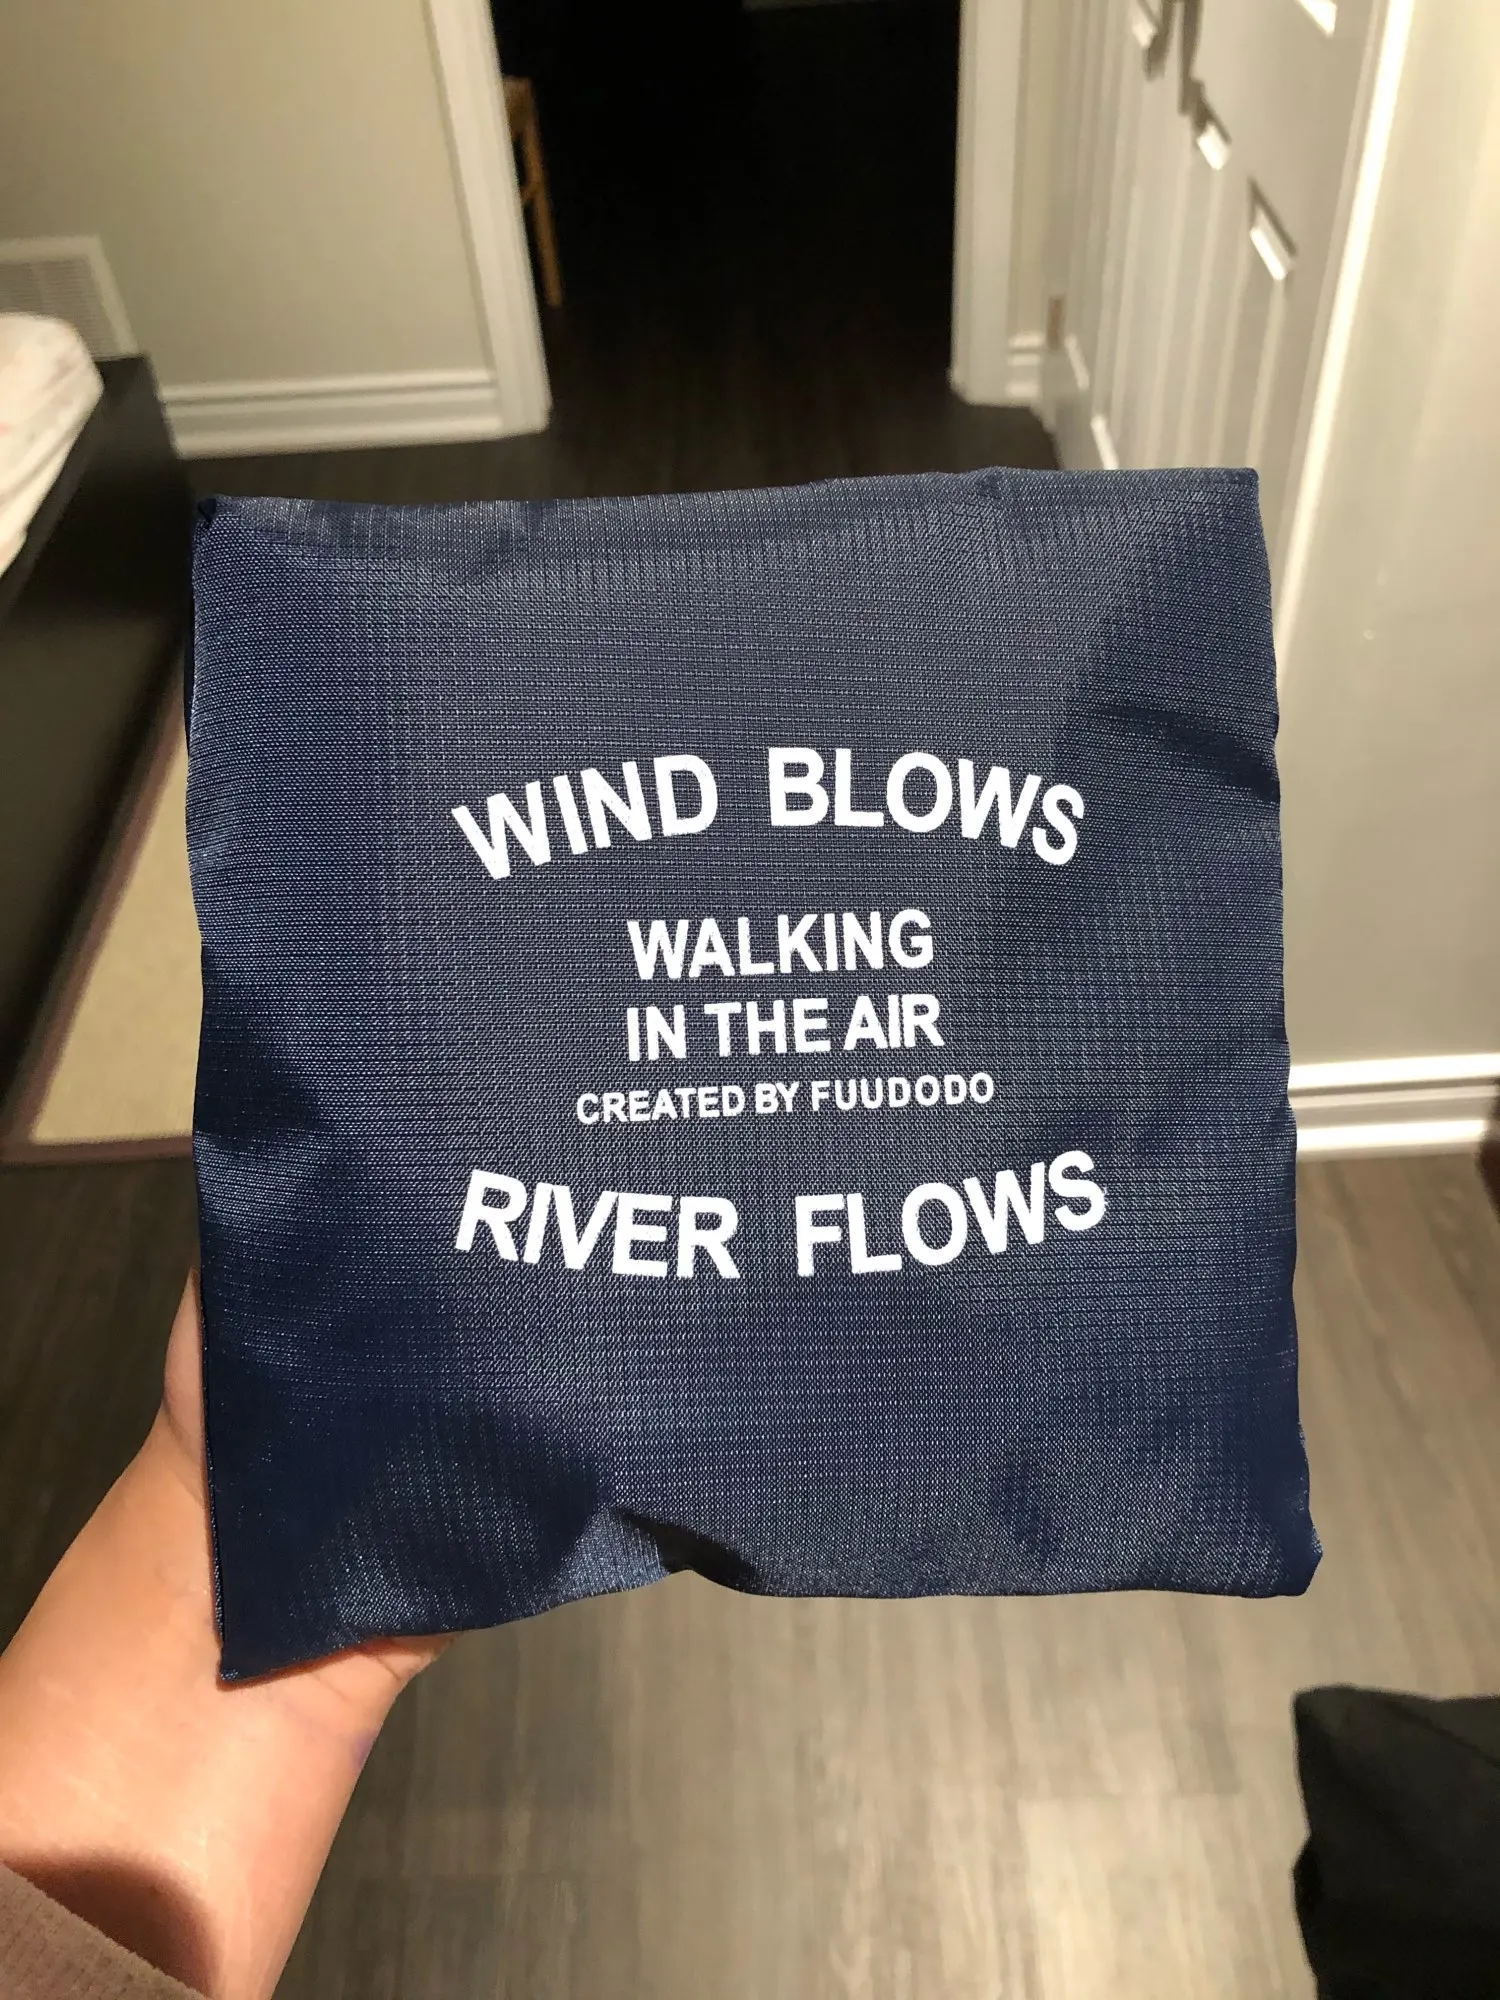 WIND BLOWS
WALKING
IN THE AIR
CREATED BY FUUDODO
RIVER FLOWS